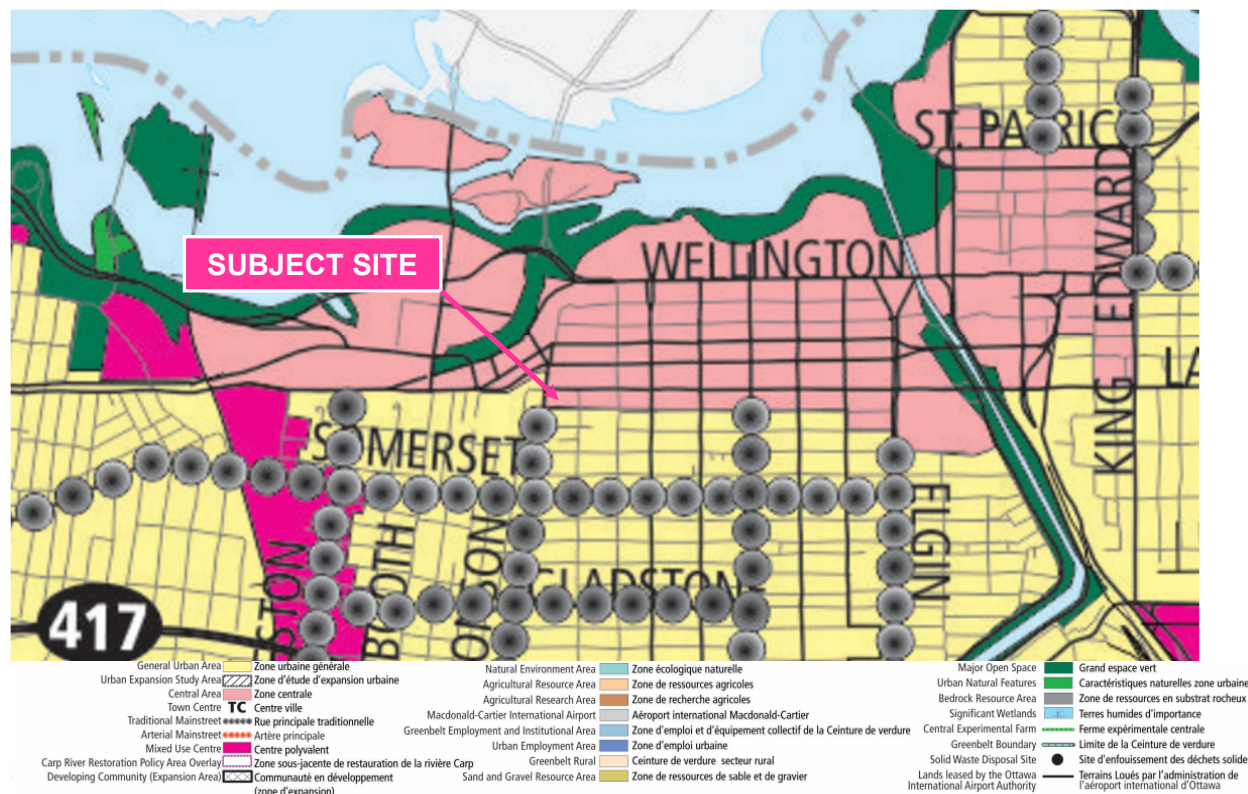 ST. PATRIC
KING EDWARD
WELLINGTON
SUBJECT SITE
LA
SOMERSET
ELGIN
BOOTH
GLADSTON
417
General Urban Area Zone urbaine générale
Urban Expansion Study Area Zone d'étude d'expansion urbaine
Central Area Zone centrale
Town Centre TC Centre ville
Traditional Mainstreet Rue principale traditionnelle
Arterial Mainstreet Artère principale
Mixed Use Centre Centre polyvalent
Carp River Restoration Policy Area Overlay Zone sous-jacente de restauration de la rivière Carp
Developing Community (Expansion Area) Communauté en développement
(zone d'expansion)
Natural Environment Area Zone écologique naturelle
Agricultural Resource Area Zone de ressources agricoles
Agricultural Research Area Zone de recherche agricoles
Macdonald-Cartier International Airport Aéroport international Macdonald-Cartier
Greenbelt Employment and Institutional Area Zone d'emploi et d'équipement collectif de la Ceinture de verdure
Urban Employment Area Zone d'emploi urbaine
Greenbelt Rural Ceinture de verdure secteur rural
Sand and Gravel Resource Area Zone de ressources de sable et de gravier
Major Open Space Grand espace vert
Urban Natural Features Caractéristiques naturelles zone urbaine
Bedrock Resource Area Zone de ressources en substrat rocheux
Significant Wetlands Terres humides d'importance
Central Experimental Farm Ferme expérimentale centrale
Greenbelt Boundary Limite de la Ceinture de verdure
Solid Waste Disposal Site Site d'enfouissement des déchets solide
Lands leased by the Ottawa Terrains Loués par l'administration de
International Airport Authority l'aéroport international d'Ottawa